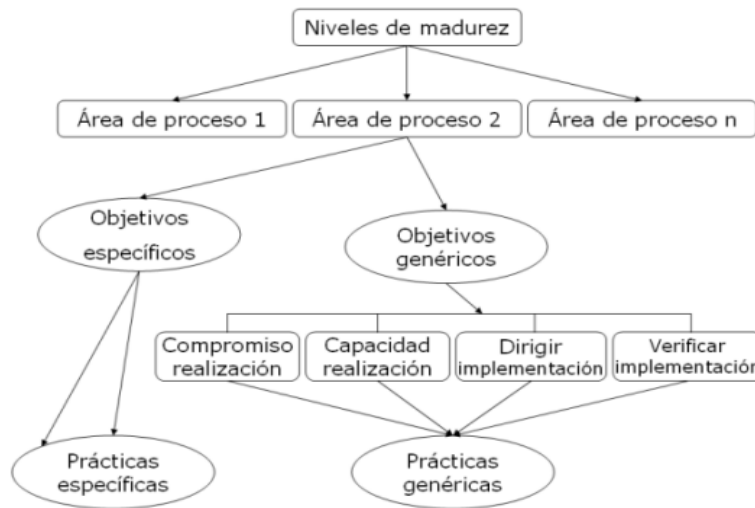 Niveles de madurez
Área de proceso 1
Área de proceso 2
Área de proceso n
Objetivos
específicos
Objetivos
genéricos
Compromiso
realización
Capacidad
realización
Dirigir
implementación
Verificar
implementación
Prácticas
específicas
Prácticas
genéricas